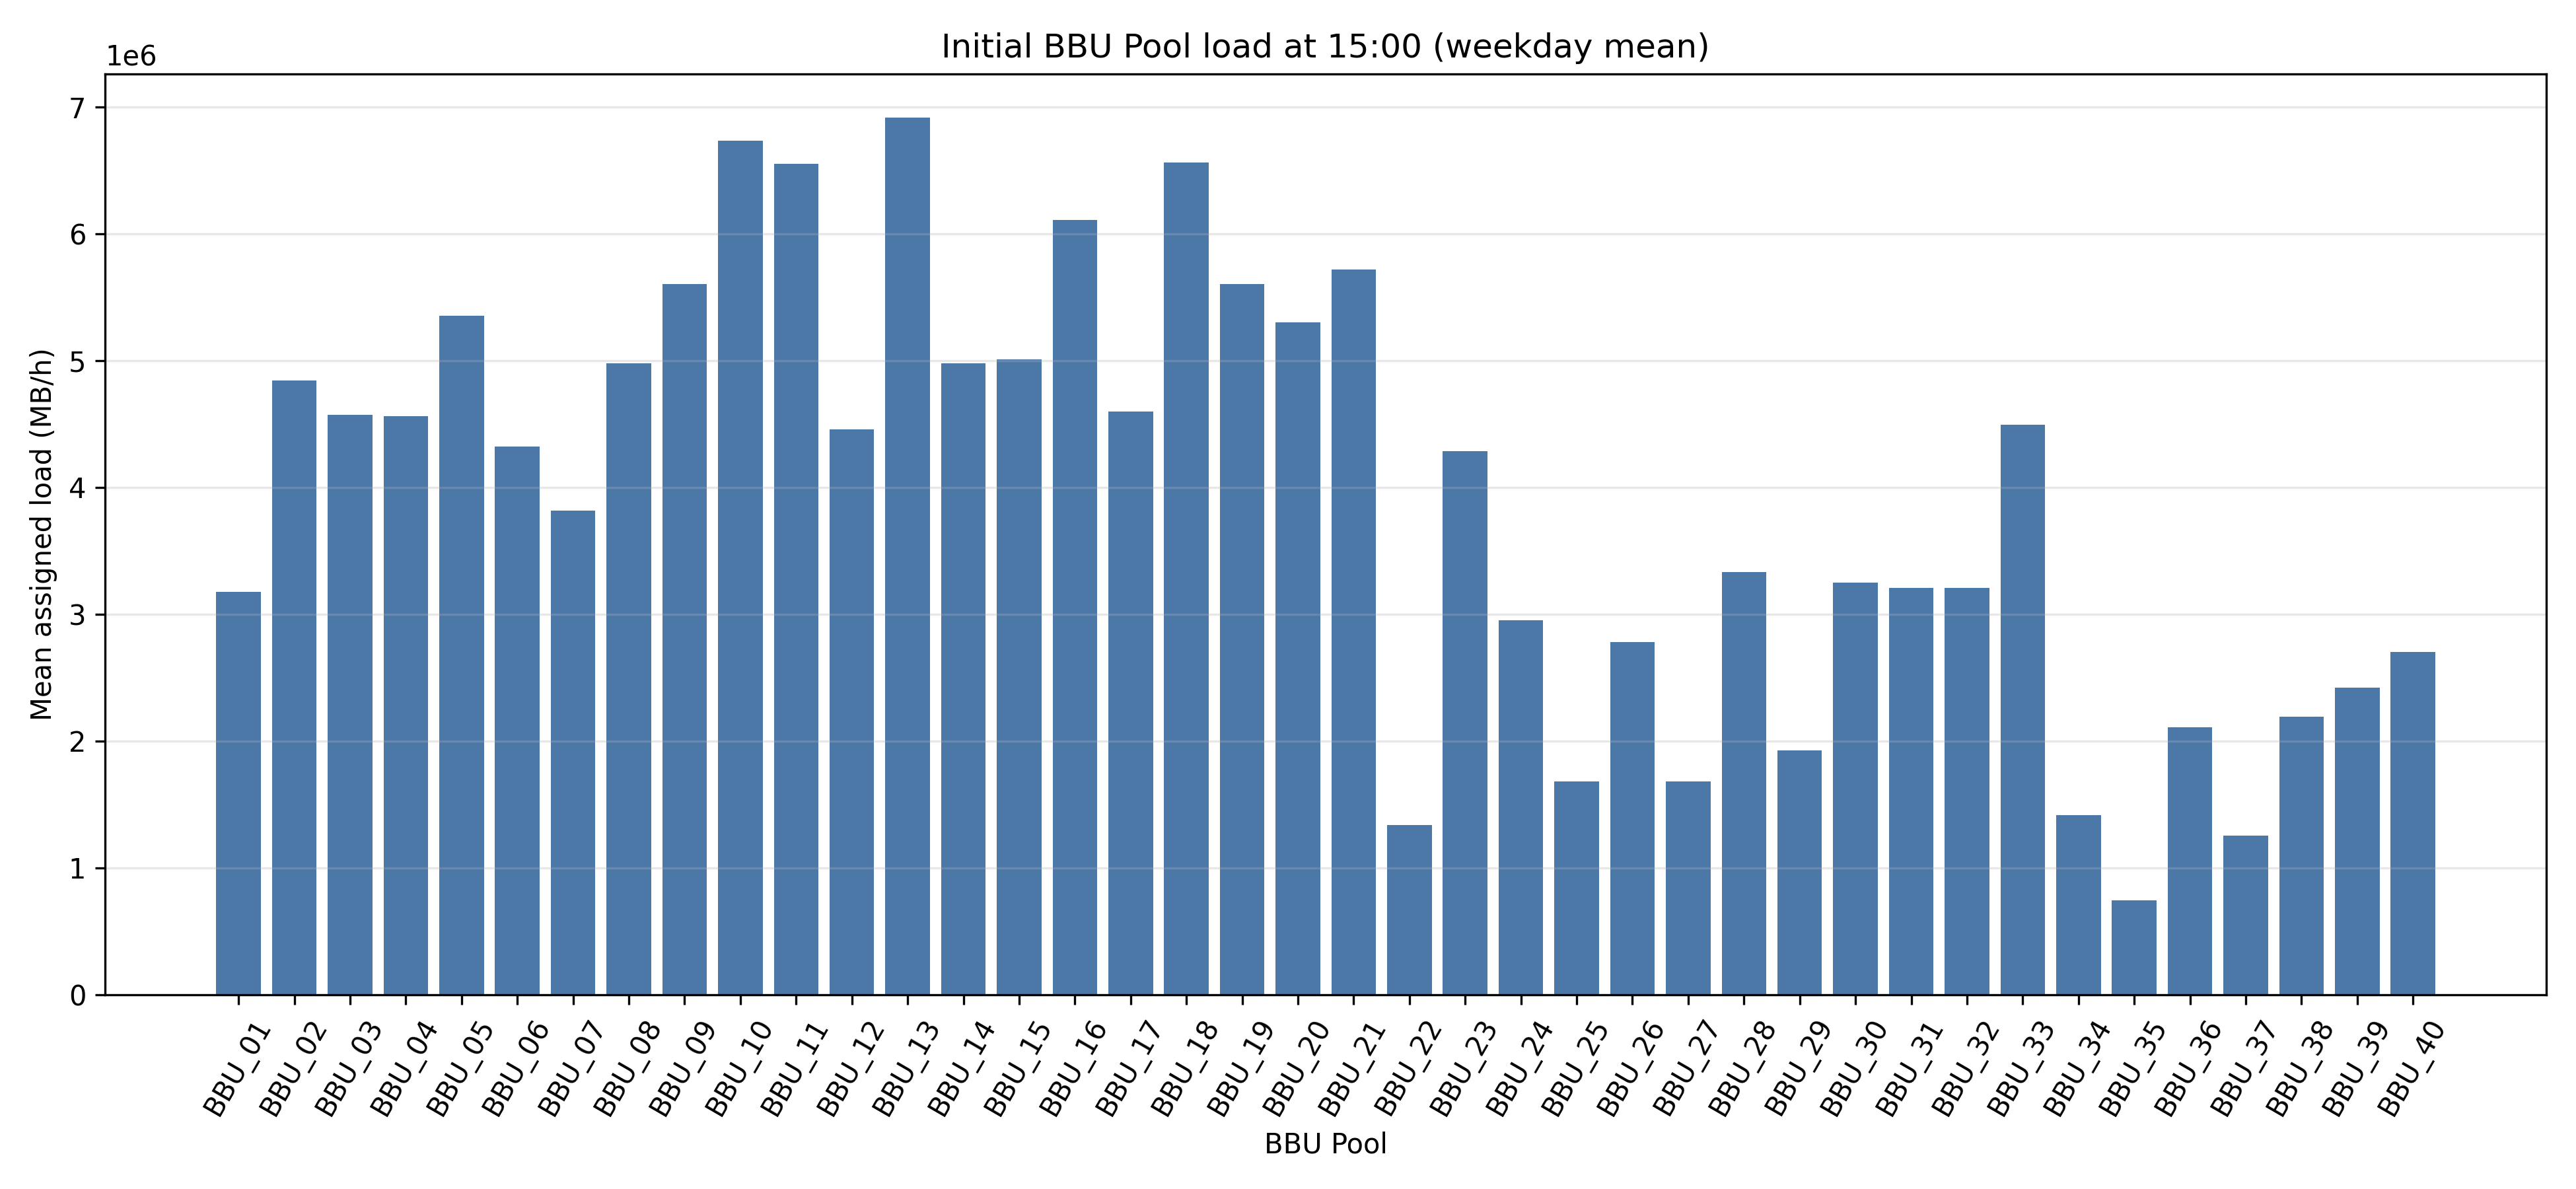 Initial BBU Pool load at 15:00 (weekday mean)
1e6
7
6
5
4
3
2
1
0
Mean assigned load (MB/h)
BBU_01
BBU_02
BBU_03
BBU_04
BBU_05
BBU_06
BBU_07
BBU_08
BBU_09
BBU_10
BBU_11
BBU_12
BBU_13
BBU_14
BBU_15
BBU_16
BBU_17
BBU_18
BBU_19
BBU_20
BBU_21
BBU_22
BBU_23
BBU_24
BBU_25
BBU_26
BBU_27
BBU_28
BBU_29
BBU_30
BBU_31
BBU_32
BBU_33
BBU_34
BBU_35
BBU_36
BBU_37
BBU_38
BBU_39
BBU_40
BBU Pool